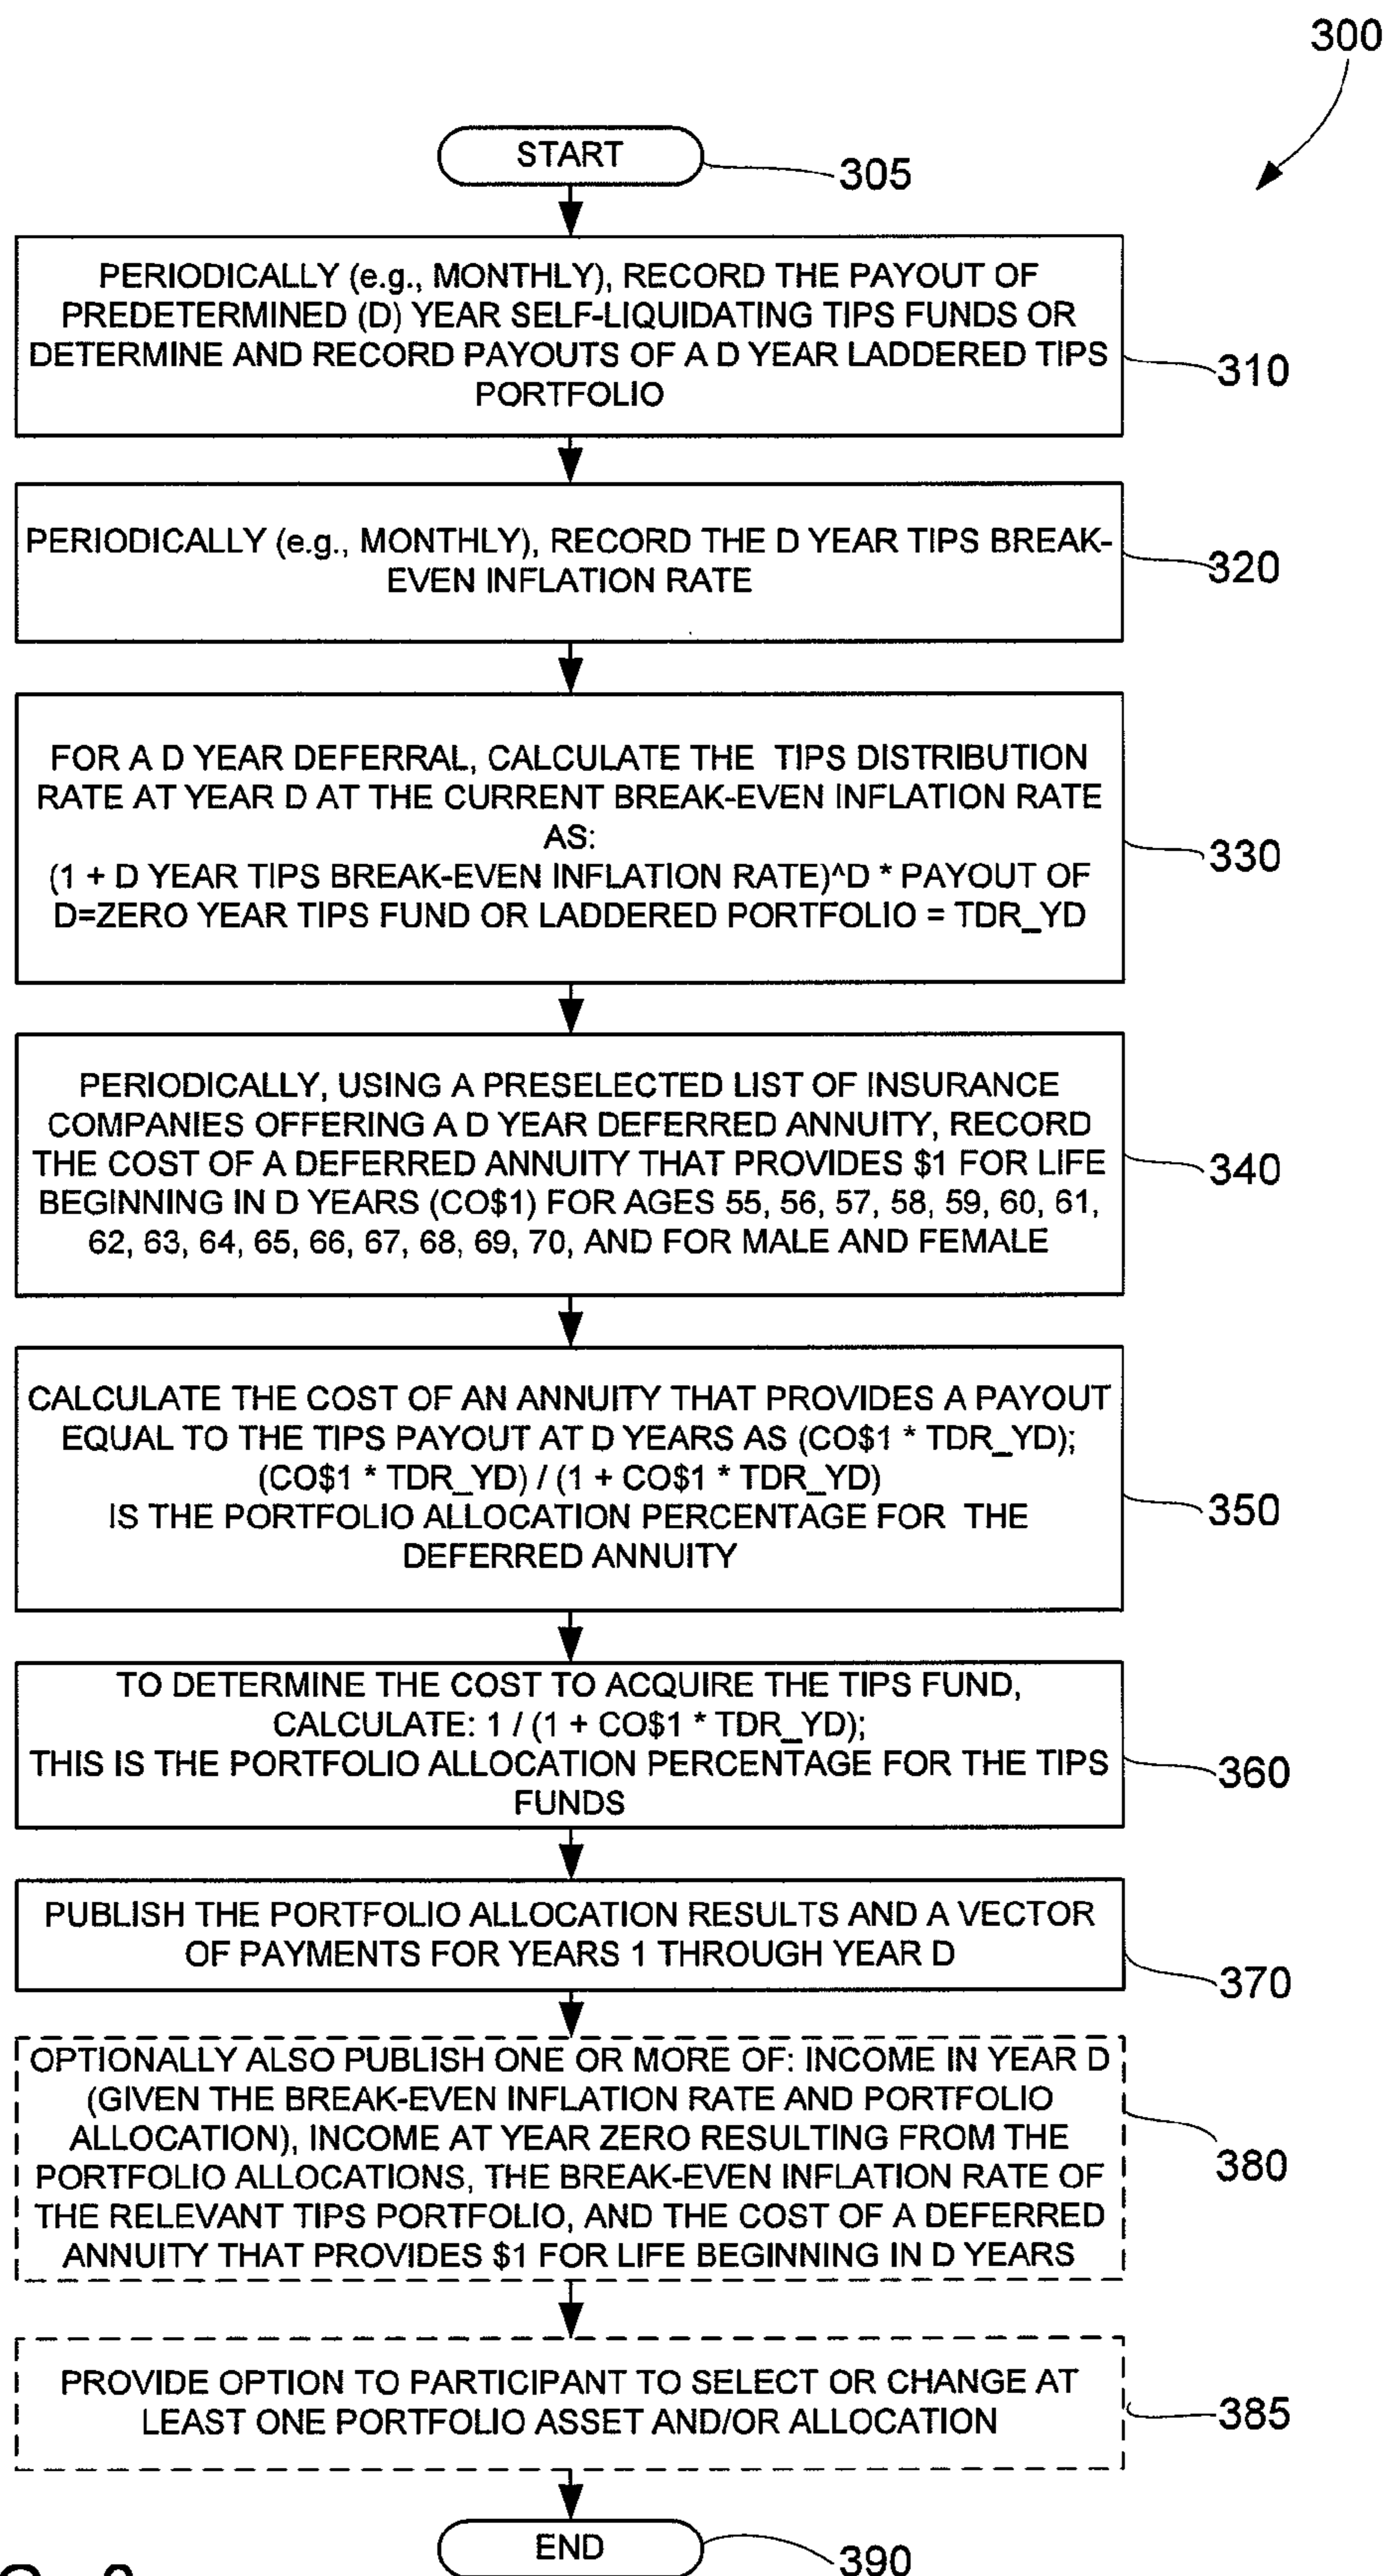 300
START
305
PERIODICALLY (e.g., MONTHLY), RECORD THE PAYOUT OF
PREDETERMINED (D) YEAR SELF-LIQUIDATING TIPS FUNDS OR
DETERMINE AND RECORD PAYOUTS OF A D YEAR LADDERED TIPS
PORTFOLIO
310
PERIODICALLY (e.g., MONTHLY), RECORD THE D YEAR TIPS BREAK-
EVEN INFLATION RATE
320
FOR A D YEAR DEFERRAL, CALCULATE THE TIPS DISTRIBUTION
RATE AT YEAR D AT THE CURRENT BREAK-EVEN INFLATION RATE
AS:
(1 + D YEAR TIPS BREAK-EVEN INFLATION RATE)^D * PAYOUT OF
D=ZERO YEAR TIPS FUND OR LADDERED PORTFOLIO = TDR_YD
330
PERIODICALLY, USING A PRESELECTED LIST OF INSURANCE
COMPANIES OFFERING A D YEAR DEFERRED ANNUITY, RECORD
THE COST OF A DEFERRED ANNUITY THAT PROVIDES $1 FOR LIFE
BEGINNING IN D YEARS (CO$1) FOR AGES 55, 56, 57, 58, 59, 60, 61,
62, 63, 64, 65, 66, 67, 68, 69, 70, AND FOR MALE AND FEMALE
340
CALCULATE THE COST OF AN ANNUITY THAT PROVIDES A PAYOUT
EQUAL TO THE TIPS PAYOUT AT D YEARS AS (CO$1 * TDR_YD);
(CO$1 * TDR_YD) / (1 + CO$1 * TDR_YD)
IS THE PORTFOLIO ALLOCATION PERCENTAGE FOR THE
DEFERRED ANNUITY
350
TO DETERMINE THE COST TO ACQUIRE THE TIPS FUND,
CALCULATE: 1 / (1 + CO$1 * TDR_YD);
THIS IS THE PORTFOLIO ALLOCATION PERCENTAGE FOR THE TIPS
FUNDS
360
PUBLISH THE PORTFOLIO ALLOCATION RESULTS AND A VECTOR
OF PAYMENTS FOR YEARS 1 THROUGH YEAR D
370
OPTIONALLY ALSO PUBLISH ONE OR MORE OF: INCOME IN YEAR D
(GIVEN THE BREAK-EVEN INFLATION RATE AND PORTFOLIO
ALLOCATION), INCOME AT YEAR ZERO RESULTING FROM THE
PORTFOLIO ALLOCATIONS, THE BREAK-EVEN INFLATION RATE OF
THE RELEVANT TIPS PORTFOLIO, AND THE COST OF A DEFERRED
ANNUITY THAT PROVIDES $1 FOR LIFE BEGINNING IN D YEARS
380
PROVIDE OPTION TO PARTICIPANT TO SELECT OR CHANGE AT
LEAST ONE PORTFOLIO ASSET AND/OR ALLOCATION
385
END
390